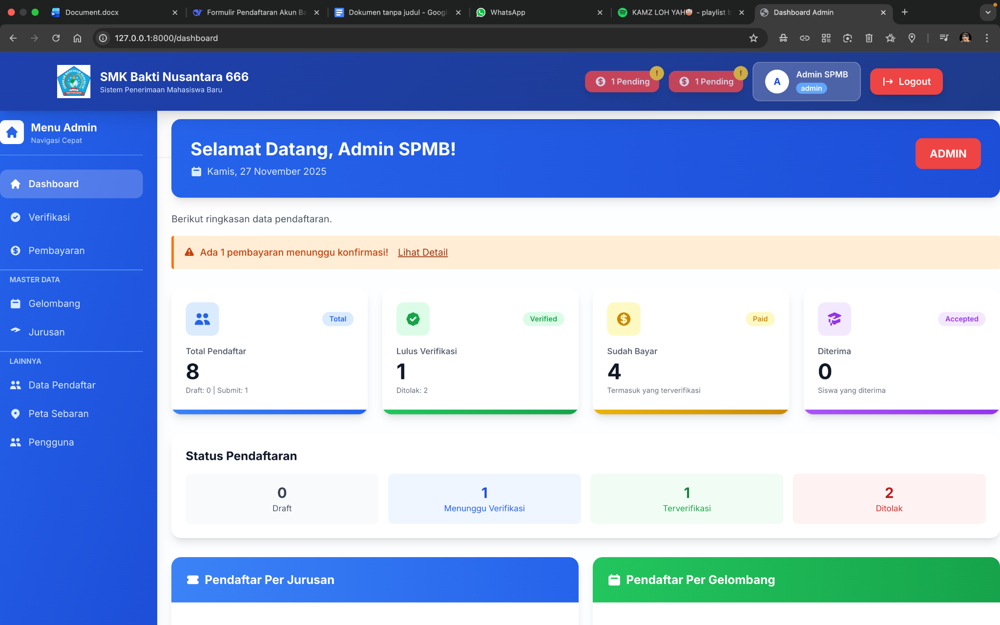 Document.docx
Formulir Pendaftaran Akun Ba
Dokumen tanpa judul - Googl
WhatsApp
KAMZ LOH YAH🤡 - playlist b
Dashboard Admin
127.0.0.1:8000/dashboard
SMK Bakti Nusantara 666
Sistem Penerimaan Mahasiswa Baru
1 Pending
!
1 Pending
!
A
Admin SPMB
admin
Logout
Menu Admin
Navigasi Cepat
Dashboard
Verifikasi
Pembayaran
MASTER DATA
Gelombang
Jurusan
LAINNYA
Data Pendaftar
Peta Sebaran
Pengguna
Selamat Datang, Admin SPMB!
Kamis, 27 November 2025
ADMIN
Berikut ringkasan data pendaftaran.
Ada 1 pembayaran menunggu konfirmasi! Lihat Detail
Total
Total Pendaftar
8
Draft: 0 | Submit: 1
Verified
Lulus Verifikasi
1
Ditolak: 2
Paid
Sudah Bayar
4
Termasuk yang terverifikasi
Accepted
Diterima
0
Siswa yang diterima
Status Pendaftaran
0
Draft
1
Menunggu Verifikasi
1
Terverifikasi
2
Ditolak
Pendaftar Per Jurusan
Pendaftar Per Gelombang